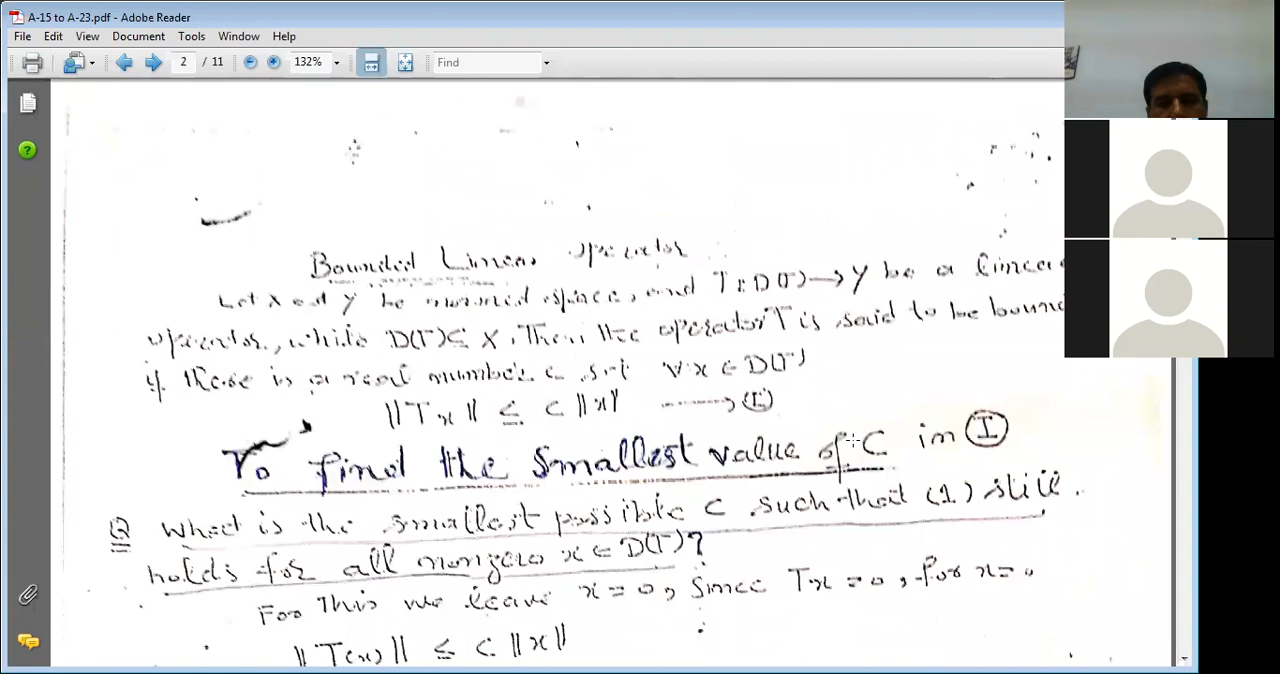 A-15 to A-23.pdf - Adobe Reader
File Edit View Document Tools Window Help
2 / 11 132% Find
Bounded Linear operator
Let X and Y be normed space, and T: D(T) → Y be a linear
operator, while D(T) ⊆ X. Then the operator T is said to be bound
if there is a real number c s.t ∀ x ∈ D(T)
||Tx|| ≤ c ||x|| → (I)
To find the smallest value of C in (I)
Q What is the smallest possible c such that (1) still
holds for all nonzero x ∈ D(T)?
For this we leave x = 0, since Tx = 0, for x = 0
||T(x)|| ≤ c ||x||